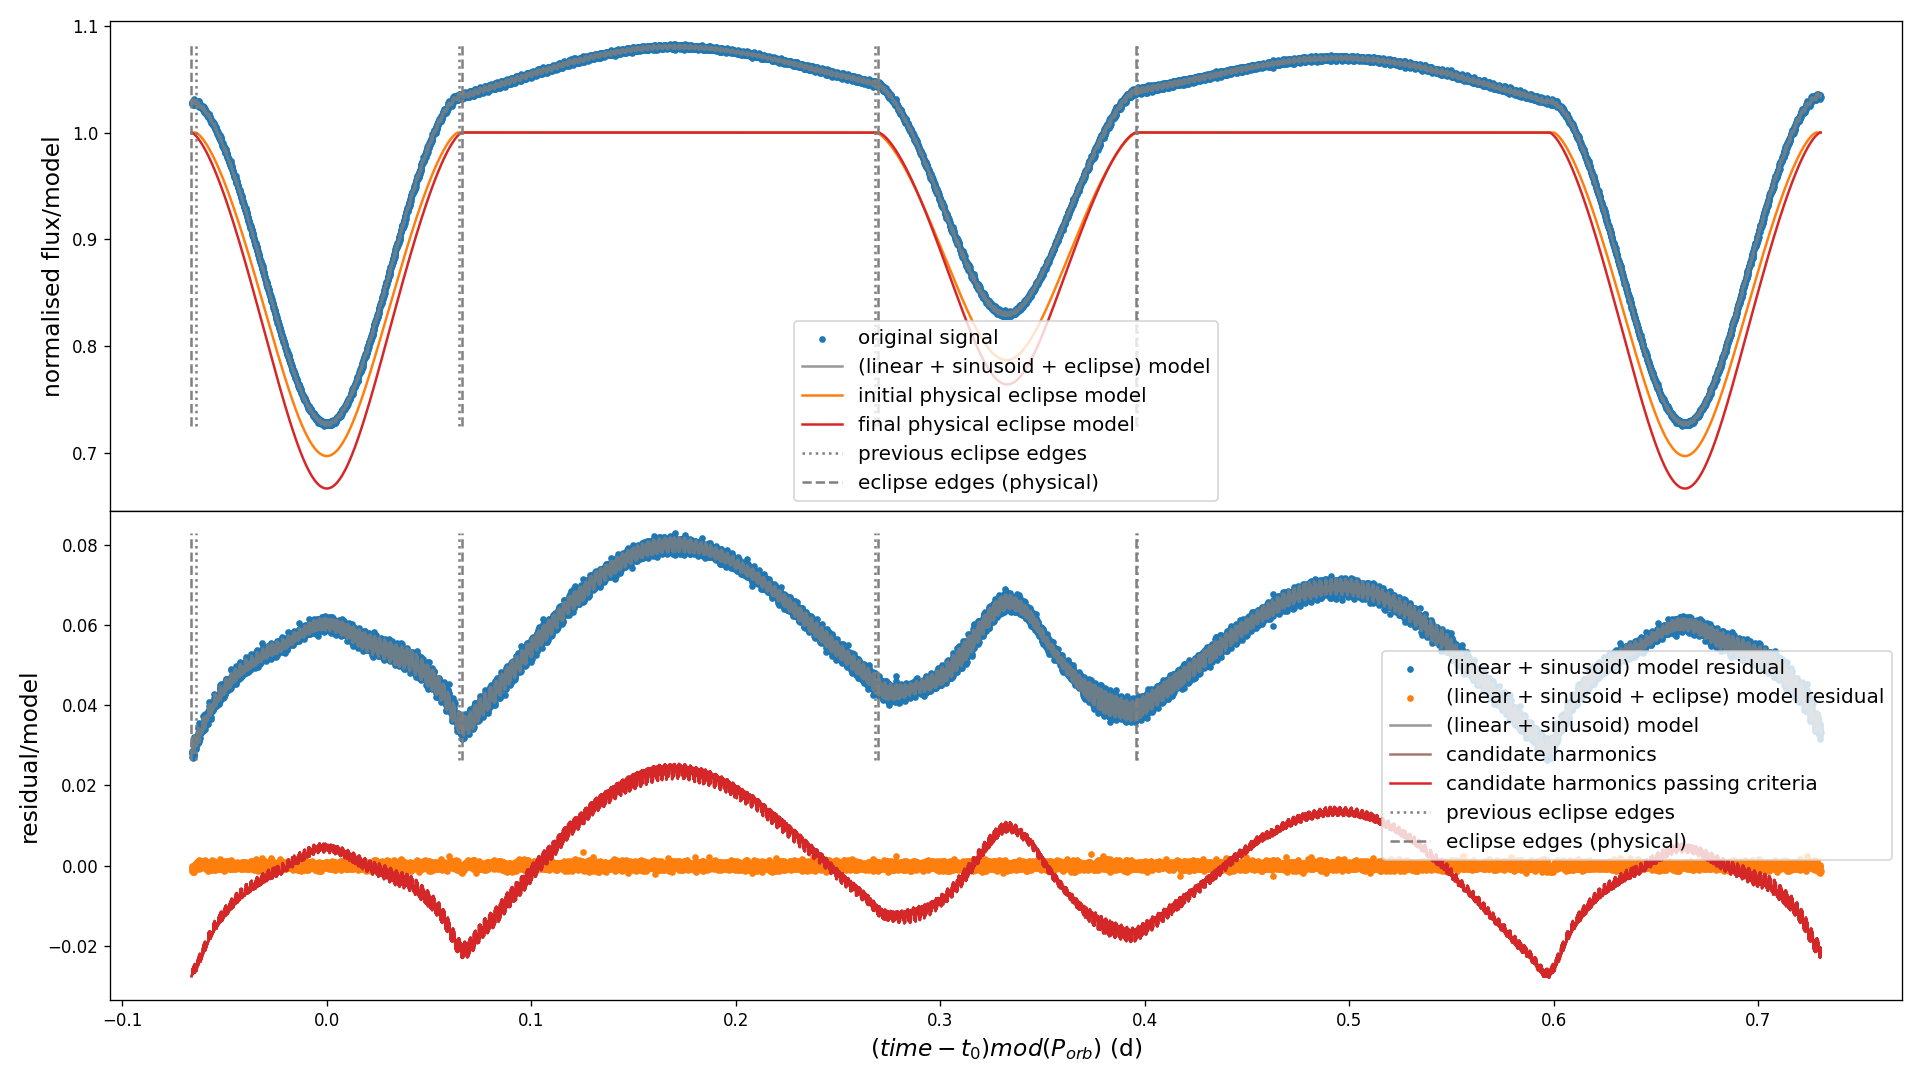 1.1
1.0
0.9
0.8
0.7
normalised flux/model
original signal
(linear + sinusoid + eclipse) model
initial physical eclipse model
final physical eclipse model
previous eclipse edges
eclipse edges (physical)
0.08
0.06
0.04
0.02
0.00
−0.02
residual/model
(linear + sinusoid) model residual
(linear + sinusoid + eclipse) model residual
(linear + sinusoid) model
candidate harmonics
candidate harmonics passing criteria
previous eclipse edges
eclipse edges (physical)
−0.1 0.0 0.1 0.2 0.3 0.4 0.5 0.6 0.7
(time − t₀)mod(P_orb) (d)